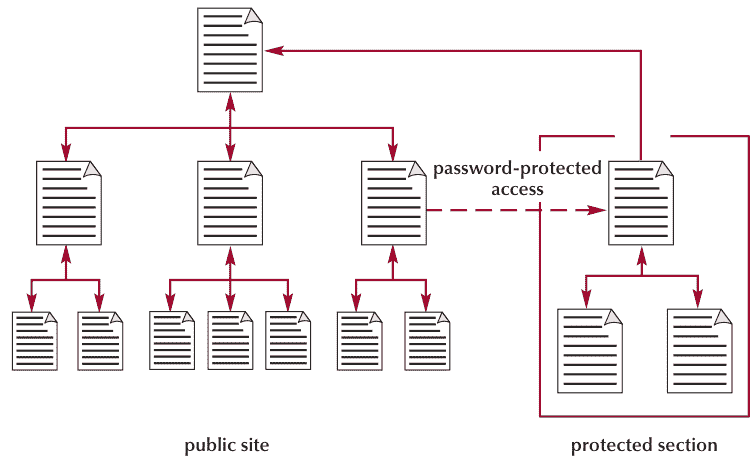 password-protected
access
public site
protected section